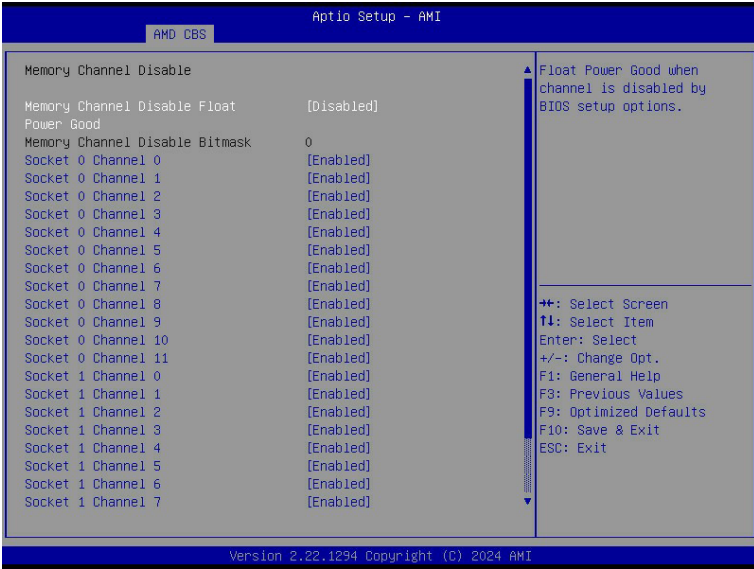 Aptio Setup – AMI
AMD CBS
Memory Channel Disable
Memory Channel Disable Float Power Good [Disabled]
Memory Channel Disable Bitmask 0
Socket 0 Channel 0 [Enabled]
Socket 0 Channel 1 [Enabled]
Socket 0 Channel 2 [Enabled]
Socket 0 Channel 3 [Enabled]
Socket 0 Channel 4 [Enabled]
Socket 0 Channel 5 [Enabled]
Socket 0 Channel 6 [Enabled]
Socket 0 Channel 7 [Enabled]
Socket 0 Channel 8 [Enabled]
Socket 0 Channel 9 [Enabled]
Socket 0 Channel 10 [Enabled]
Socket 0 Channel 11 [Enabled]
Socket 1 Channel 0 [Enabled]
Socket 1 Channel 1 [Enabled]
Socket 1 Channel 2 [Enabled]
Socket 1 Channel 3 [Enabled]
Socket 1 Channel 4 [Enabled]
Socket 1 Channel 5 [Enabled]
Socket 1 Channel 6 [Enabled]
Socket 1 Channel 7 [Enabled]
Float Power Good when
channel is disabled by
BIOS setup options.
→←: Select Screen
↑↓: Select Item
Enter: Select
+/-: Change Opt.
F1: General Help
F3: Previous Values
F9: Optimized Defaults
F10: Save & Exit
ESC: Exit
Version 2.22.1294 Copyright (C) 2024 AMI